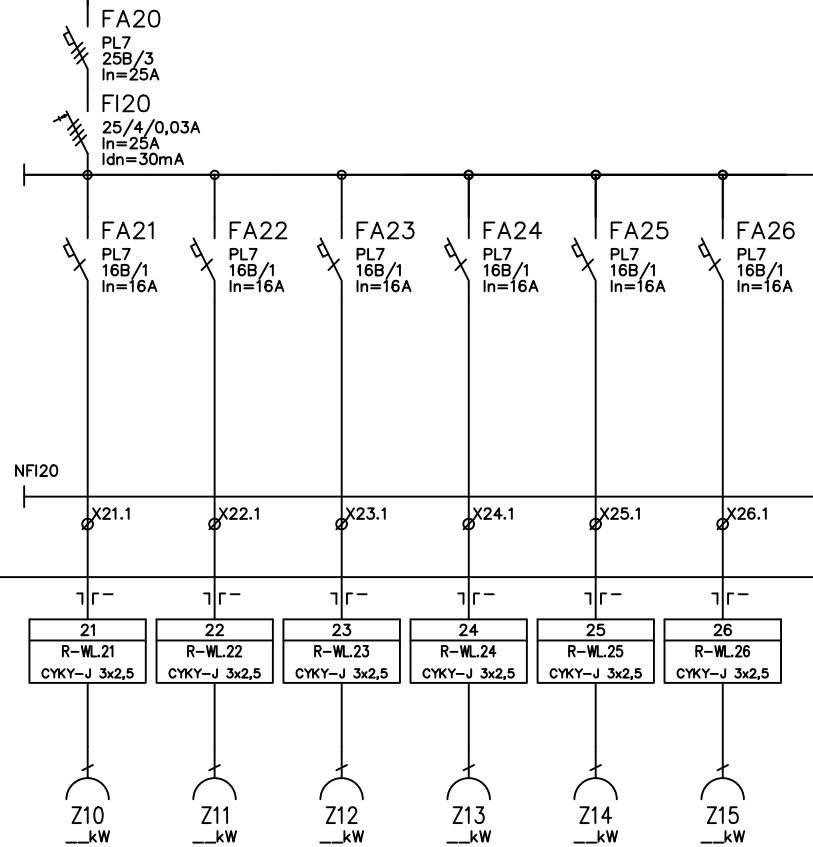 FA20
PL7
25B/3
In=25A
FI20
25/4/0,03A
In=25A
Idn=30mA
FA21
PL7
16B/1
In=16A
FA22
PL7
16B/1
In=16A
FA23
PL7
16B/1
In=16A
FA24
PL7
16B/1
In=16A
FA25
PL7
16B/1
In=16A
FA26
PL7
16B/1
In=16A
NFI20
X21.1
X22.1
X23.1
X24.1
X25.1
X26.1
21
R-WL.21
CYKY-J 3x2,5
22
R-WL.22
CYKY-J 3x2,5
23
R-WL.23
CYKY-J 3x2,5
24
R-WL.24
CYKY-J 3x2,5
25
R-WL.25
CYKY-J 3x2,5
26
R-WL.26
CYKY-J 3x2,5
Z10
__kW
Z11
__kW
Z12
__kW
Z13
__kW
Z14
__kW
Z15
__kW